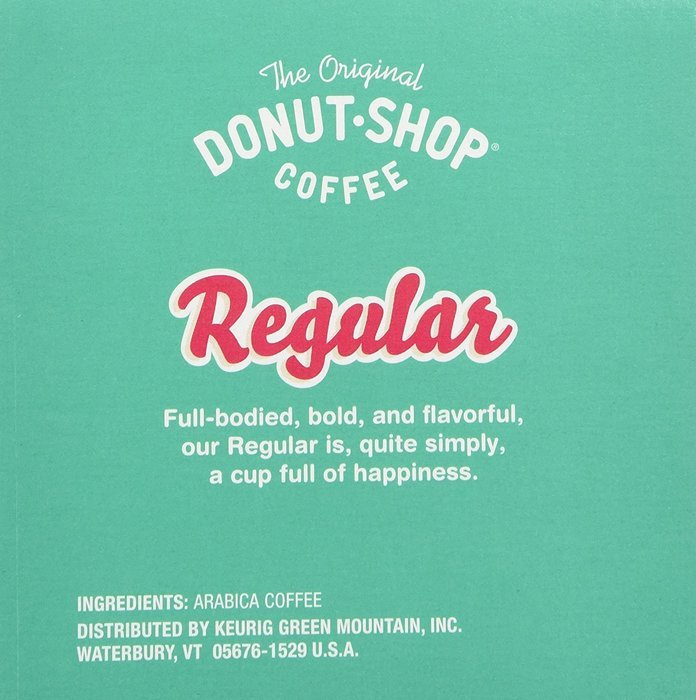 The Original
DONUT·SHOP®
COFFEE
Regular
Full-bodied, bold, and flavorful,
our Regular is, quite simply,
a cup full of happiness.
INGREDIENTS: ARABICA COFFEE
DISTRIBUTED BY KEURIG GREEN MOUNTAIN, INC.
WATERBURY, VT 05676-1529 U.S.A.